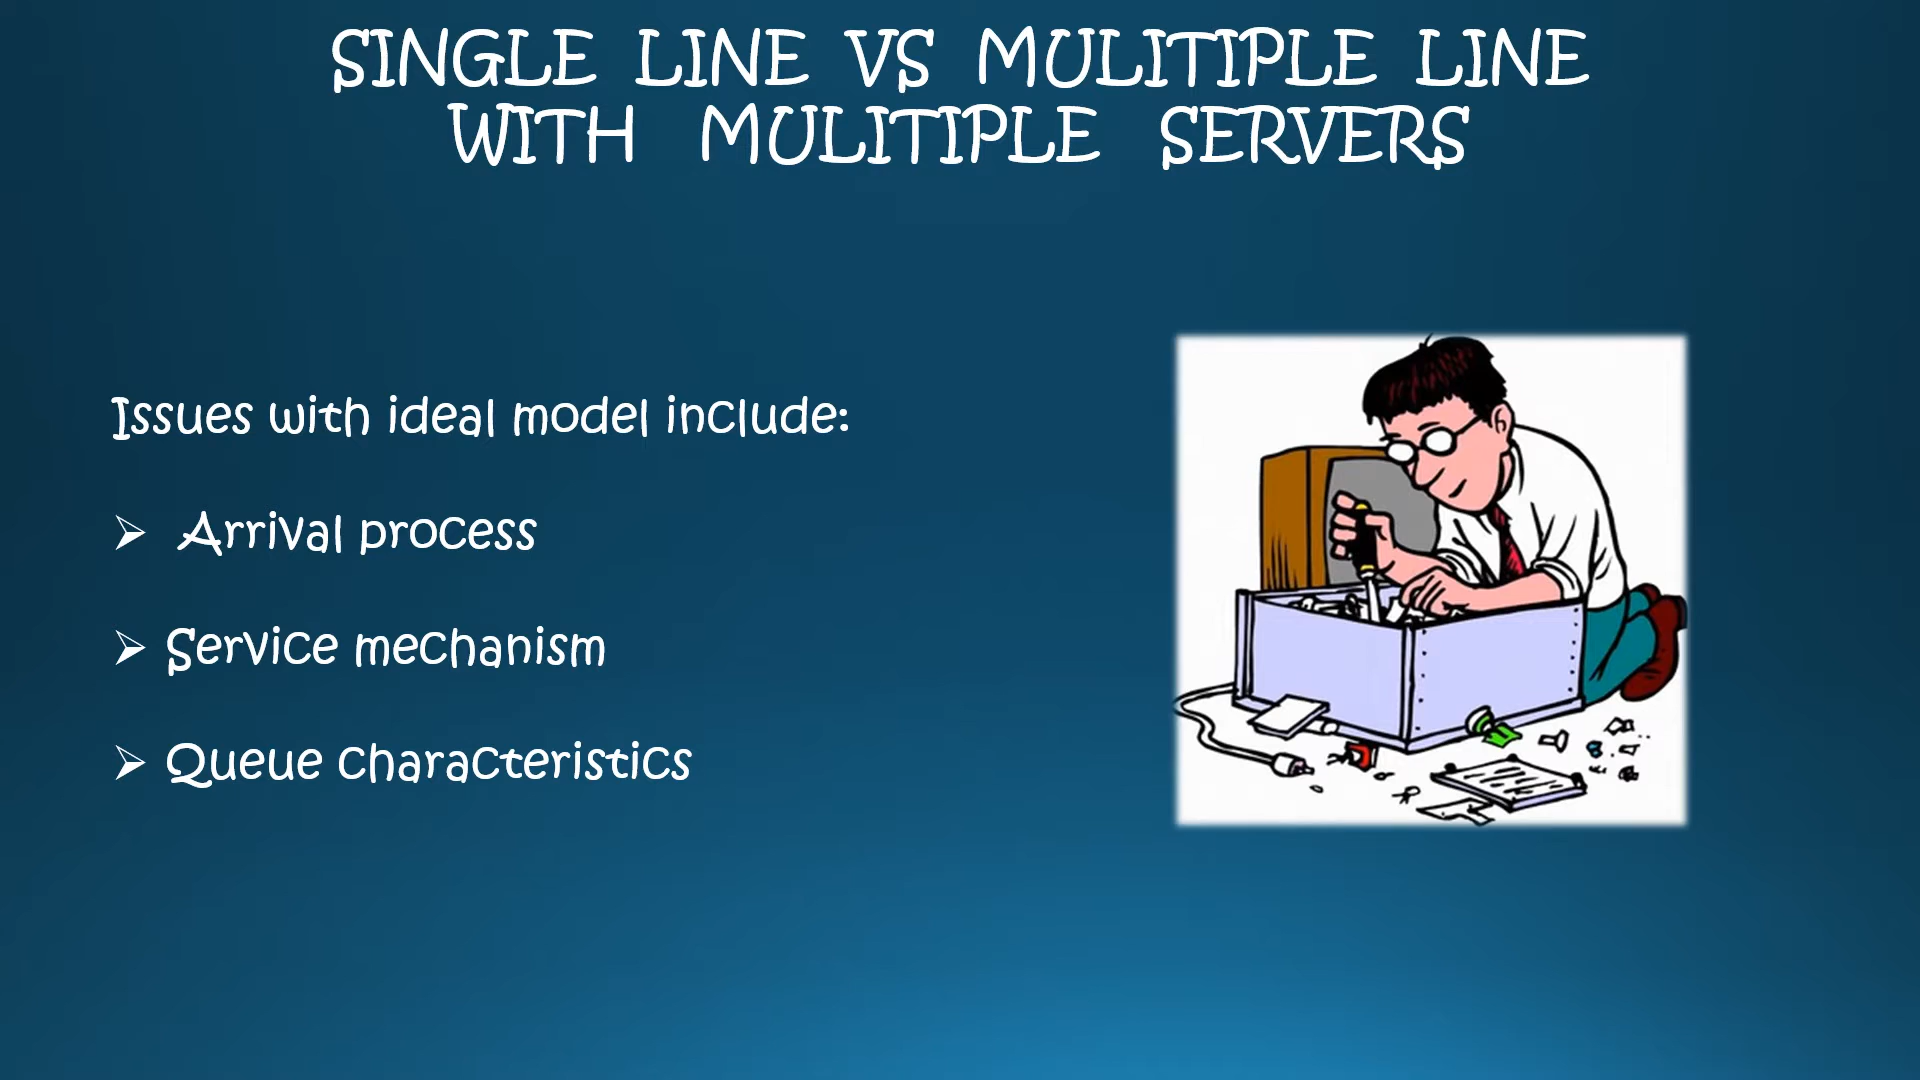 SINGLE LINE VS MULITIPLE LINE
WITH MULITIPLE SERVERS
Issues with ideal model include:
➢ Arrival process
➢ Service mechanism
➢ Queue characteristics